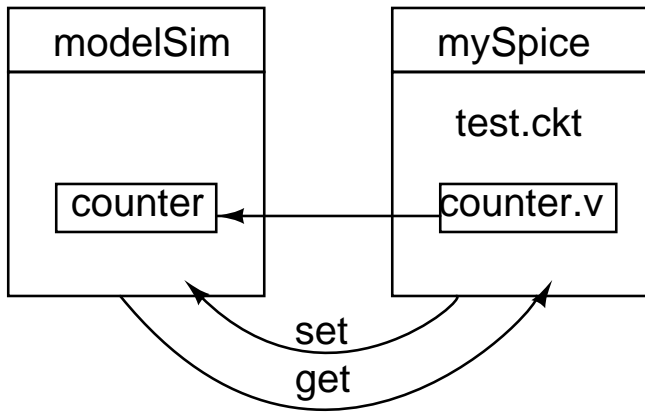 modelSim
mySpice
test.ckt
counter
counter.v
set
get